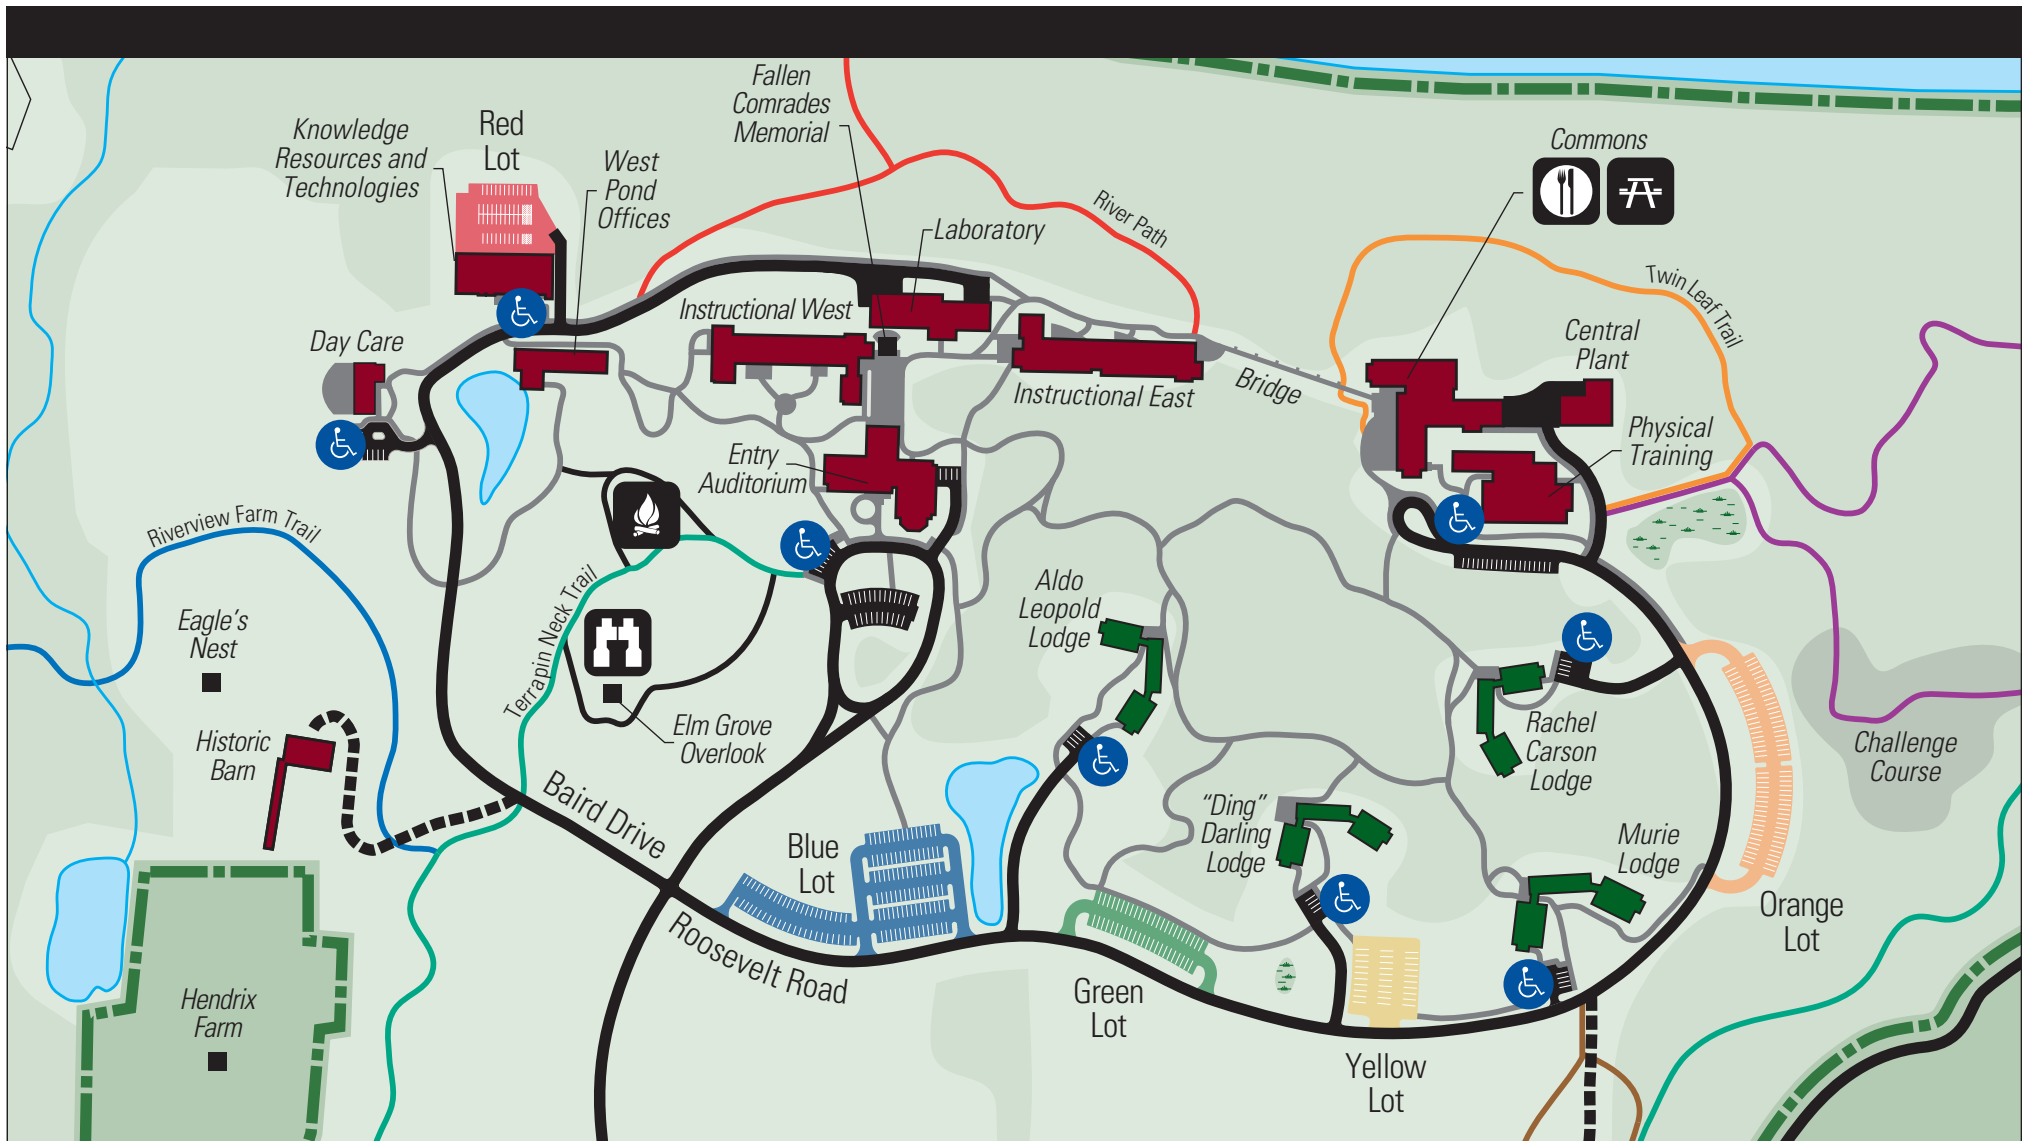 Fallen
Comrades
Memorial
Red
Lot
Knowledge
Resources and
Technologies
West
Pond
Offices
Commons
River Path
Laboratory
Twin Leaf Trail
Instructional West
Day Care
Central
Plant
Bridge
Instructional East
Physical
Training
Entry
Auditorium
Riverview Farm Trail
Terrapin Neck Trail
Aldo
Leopold
Lodge
Eagle's
Nest
Elm Grove
Overlook
Rachel
Carson
Lodge
Historic
Barn
Challenge
Course
Baird Drive
"Ding"
Darling
Lodge
Murie
Lodge
Blue
Lot
Orange
Lot
Roosevelt Road
Hendrix
Farm
Green
Lot
Yellow
Lot